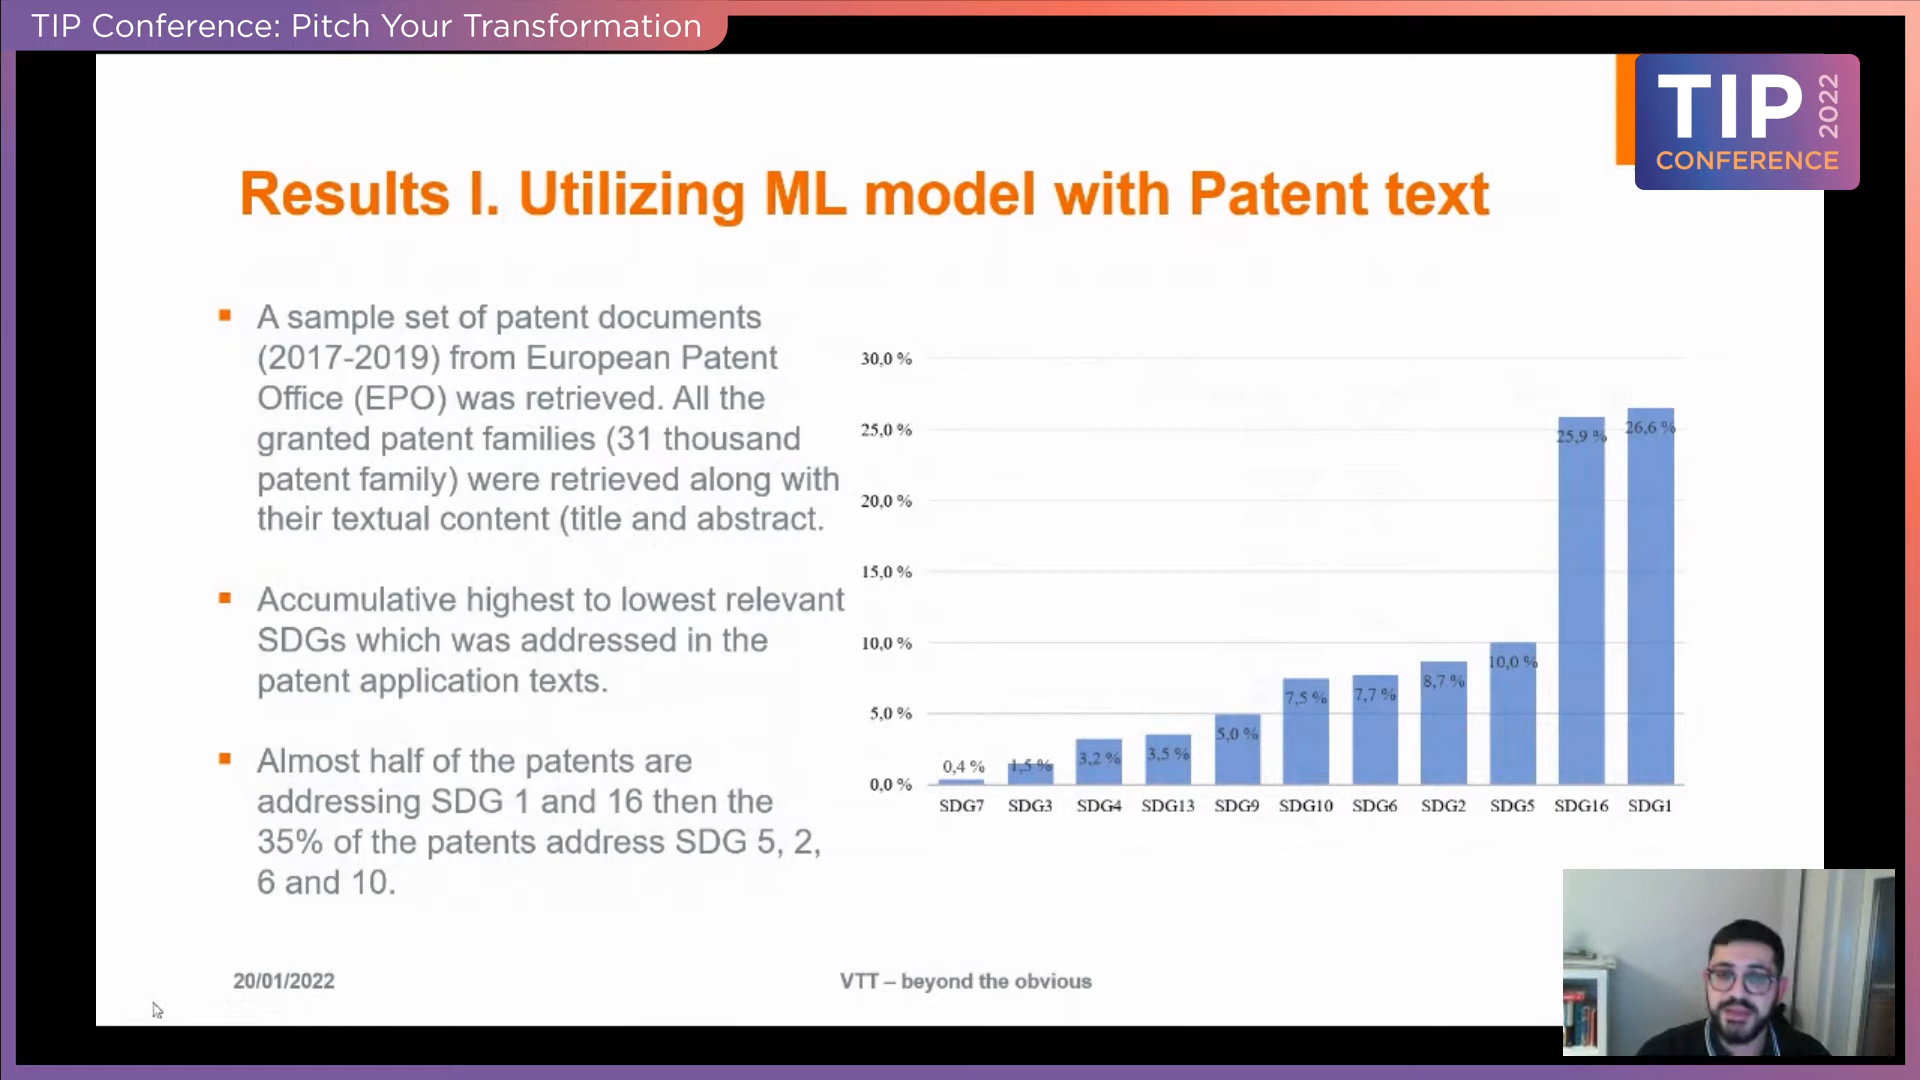 TIP Conference: Pitch Your Transformation
TIP
2022
CONFERENCE
Results I. Utilizing ML model with Patent text
A sample set of patent documents
(2017-2019) from European Patent
Office (EPO) was retrieved. All the
granted patent families (31 thousand
patent family) were retrieved along with
their textual content (title and abstract.
Accumulative highest to lowest relevant
SDGs which was addressed in the
patent application texts.
Almost half of the patents are
addressing SDG 1 and 16 then the
35% of the patents address SDG 5, 2,
6 and 10.
30,0 %
25,0 %
20,0 %
15,0 %
10,0 %
5,0 %
0,0 %
0,4 %
1,5 %
3,2 %
3,5 %
5,0 %
7,5 %
7,7 %
8,7 %
10,0 %
25,9 %
26,6 %
SDG7 SDG3 SDG4 SDG13 SDG9 SDG10 SDG6 SDG2 SDG5 SDG16 SDG1
20/01/2022
VTT – beyond the obvious